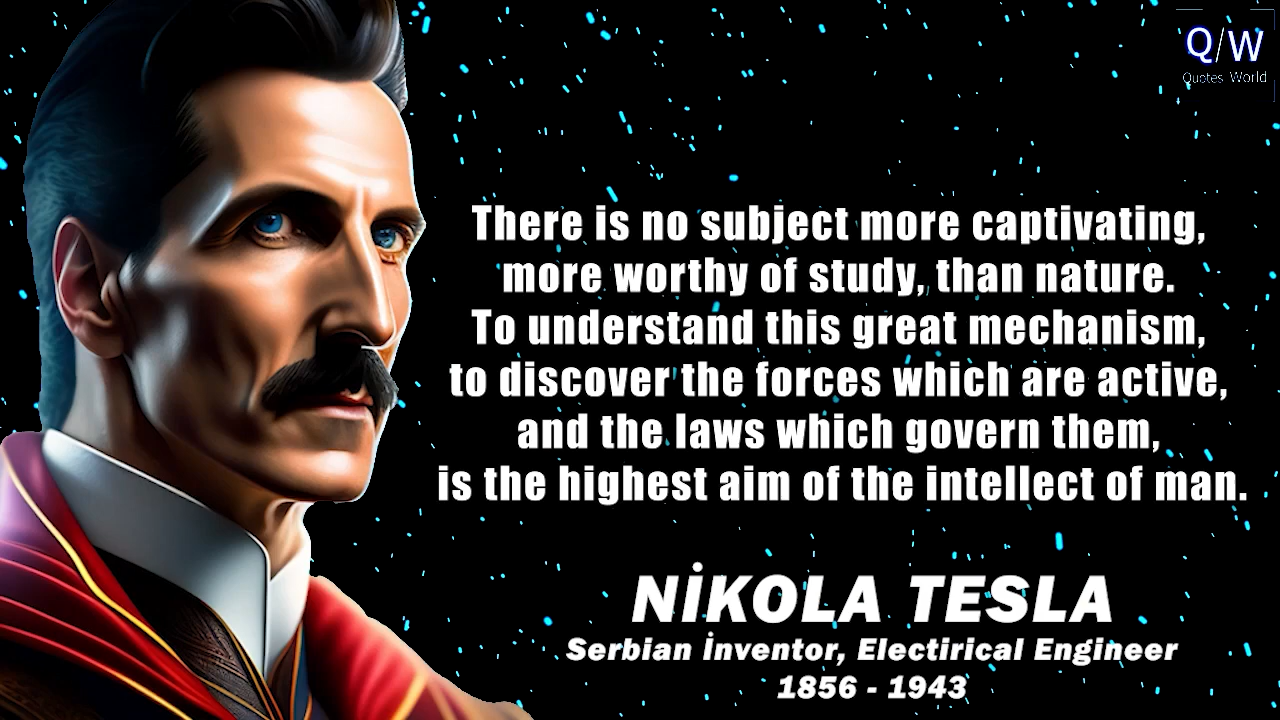 Q/W
Quotes World
There is no subject more captivating,
more worthy of study, than nature.
To understand this great mechanism,
to discover the forces which are active,
and the laws which govern them,
is the highest aim of the intellect of man.
NİKOLA TESLA
Serbian İnventor, Electirical Engineer
1856 - 1943